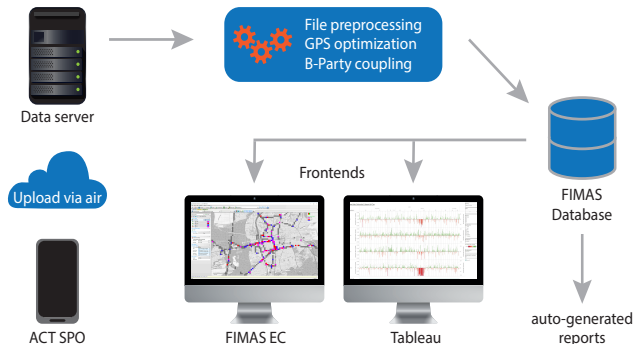 File preprocessing
GPS optimization
B-Party coupling
Data server
Frontends
Upload via air
FIMAS
Database
ACT SPO
FIMAS EC
Tableau
auto-generated
reports